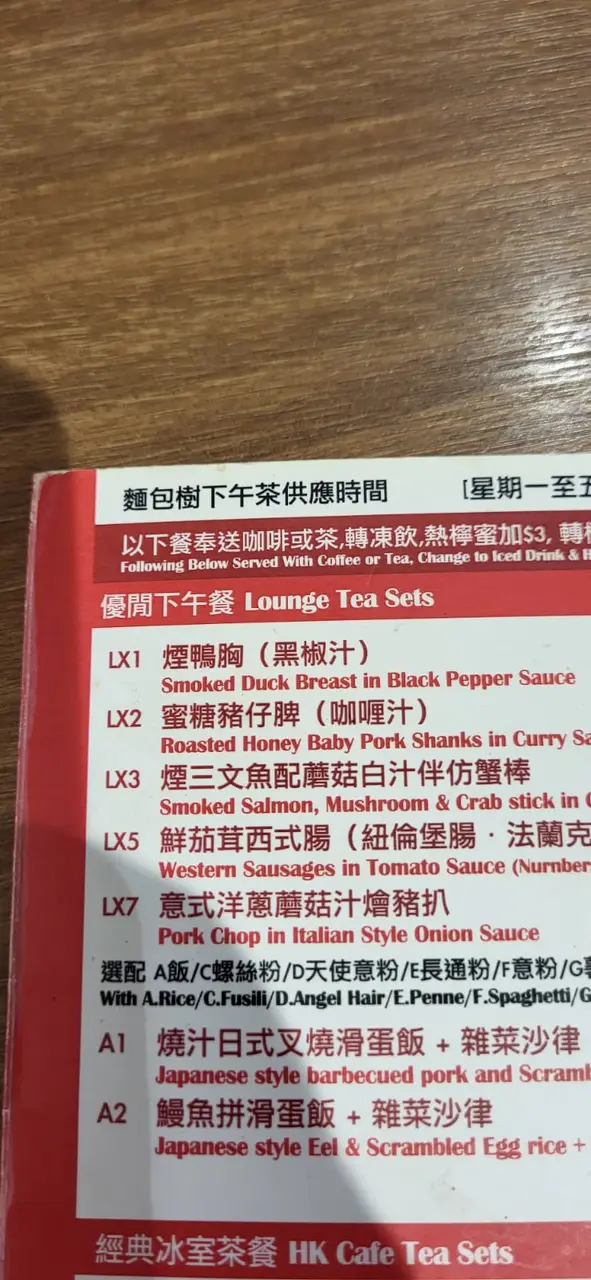 麵包樹下午茶供應時間 [星期一至五
以下餐奉送咖啡或茶,轉凍飲,熱檸蜜加$3, 轉
Following Below Served With Coffee or Tea, Change to Iced Drink & H
優閒下午餐 Lounge Tea Sets
LX1 煙鴨胸（黑椒汁）
Smoked Duck Breast in Black Pepper Sauce
LX2 蜜糖豬仔髀（咖喱汁）
Roasted Honey Baby Pork Shanks in Curry Sa
LX3 煙三文魚配蘑菇白汁伴仿蟹棒
Smoked Salmon, Mushroom & Crab stick in
LX5 鮮茄茸西式腸（紐倫堡腸 · 法蘭克
Western Sausages in Tomato Sauce (Nurnber
LX7 意式洋蔥蘑菇汁燴豬扒
Pork Chop in Italian Style Onion Sauce
選配 A飯/C螺絲粉/D天使意粉/E長通粉/F意粉/G
With A.Rice/C.Fusili/D.Angel Hair/E.Penne/F.Spaghetti/G
A1 燒汁日式叉燒滑蛋飯 + 雜菜沙律
Japanese style barbecued pork and Scramb
A2 鰻魚拼滑蛋飯 + 雜菜沙律
Japanese style Eel & Scrambled Egg rice +
經典冰室茶餐 HK Cafe Tea Sets